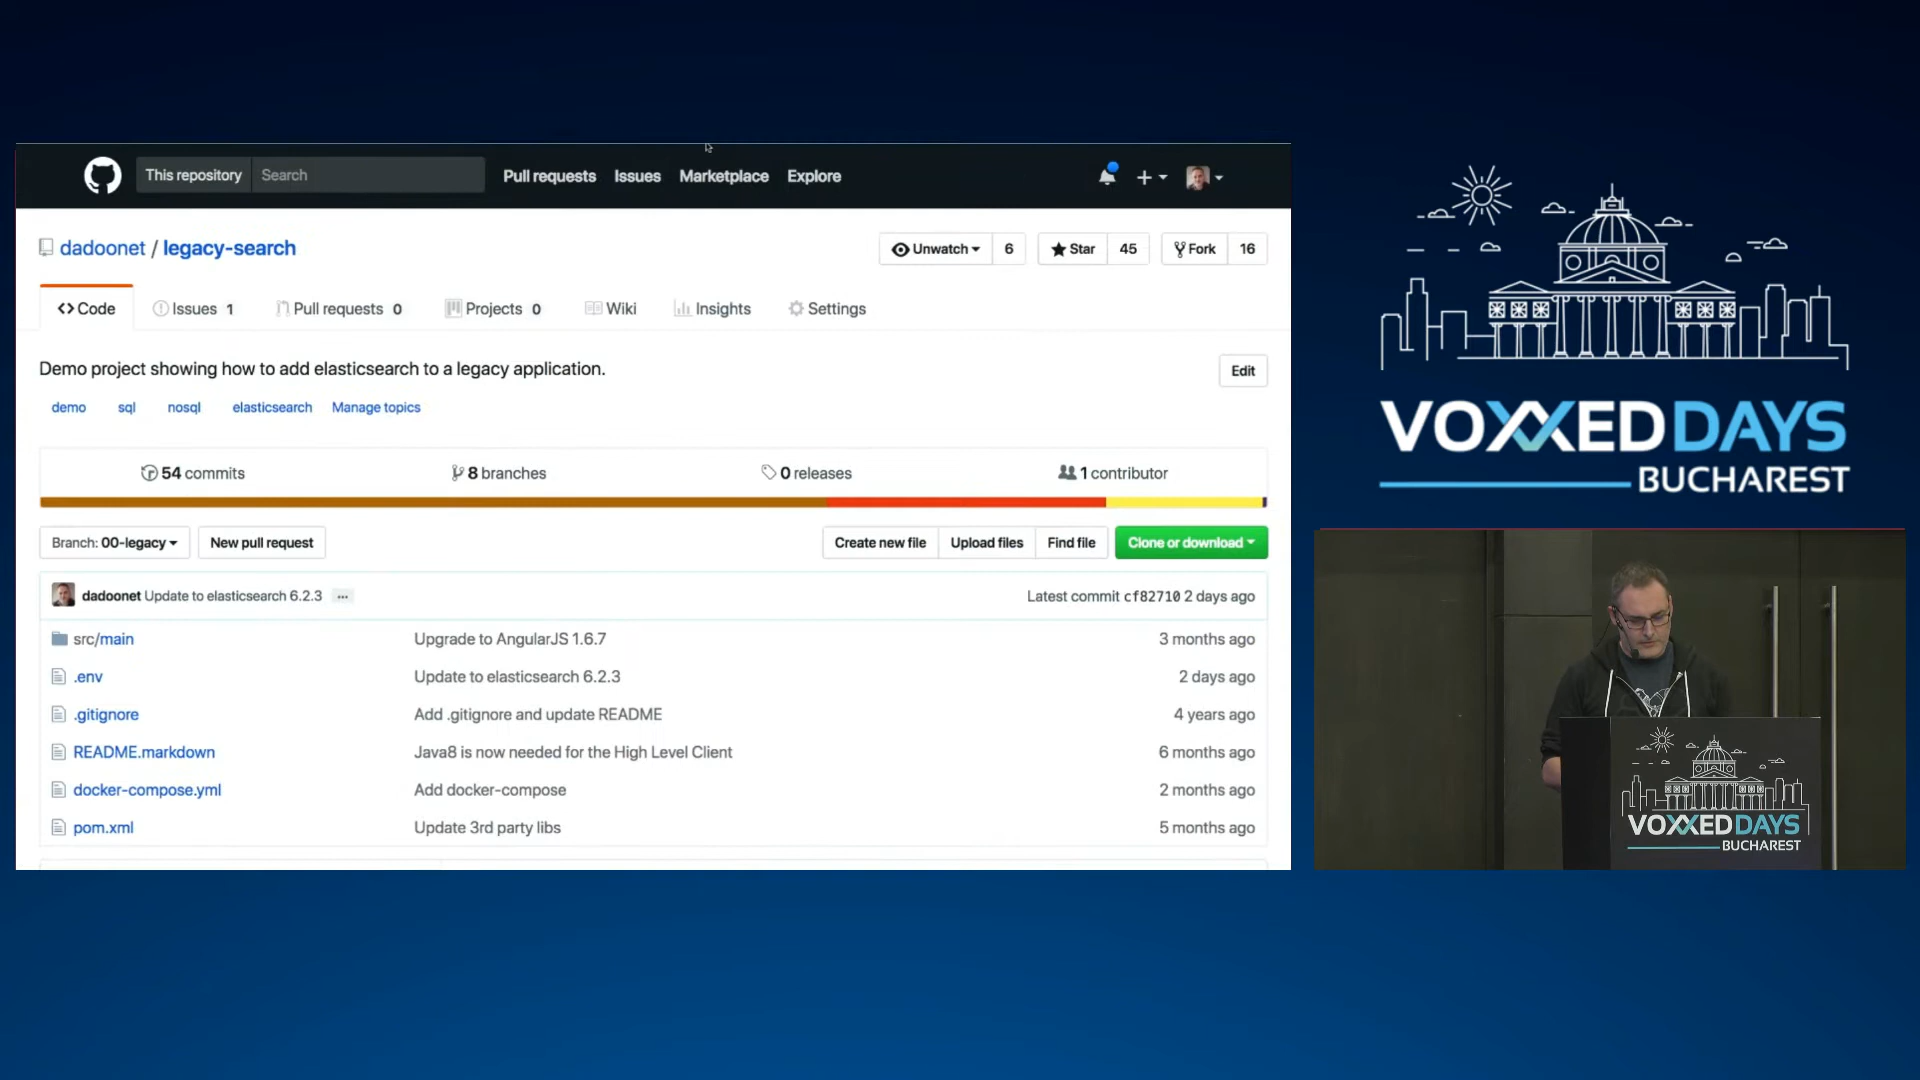 This repository Search Pull requests Issues Marketplace Explore
dadoonet / legacy-search Unwatch 6 Star 45 Fork 16
Code Issues 1 Pull requests 0 Projects 0 Wiki Insights Settings
Demo project showing how to add elasticsearch to a legacy application. Edit
demo sql nosql elasticsearch Manage topics
54 commits 8 branches 0 releases 1 contributor
Branch: 00-legacy New pull request Create new file Upload files Find file Clone or download
dadoonet Update to elasticsearch 6.2.3 ... Latest commit cf82710 2 days ago
src/main Upgrade to AngularJS 1.6.7 3 months ago
.env Update to elasticsearch 6.2.3 2 days ago
.gitignore Add .gitignore and update README 4 years ago
README.markdown Java8 is now needed for the High Level Client 6 months ago
docker-compose.yml Add docker-compose 2 months ago
pom.xml Update 3rd party libs 5 months ago
VOXXED DAYS
BUCHAREST
VOXXED DAYS
BUCHAREST